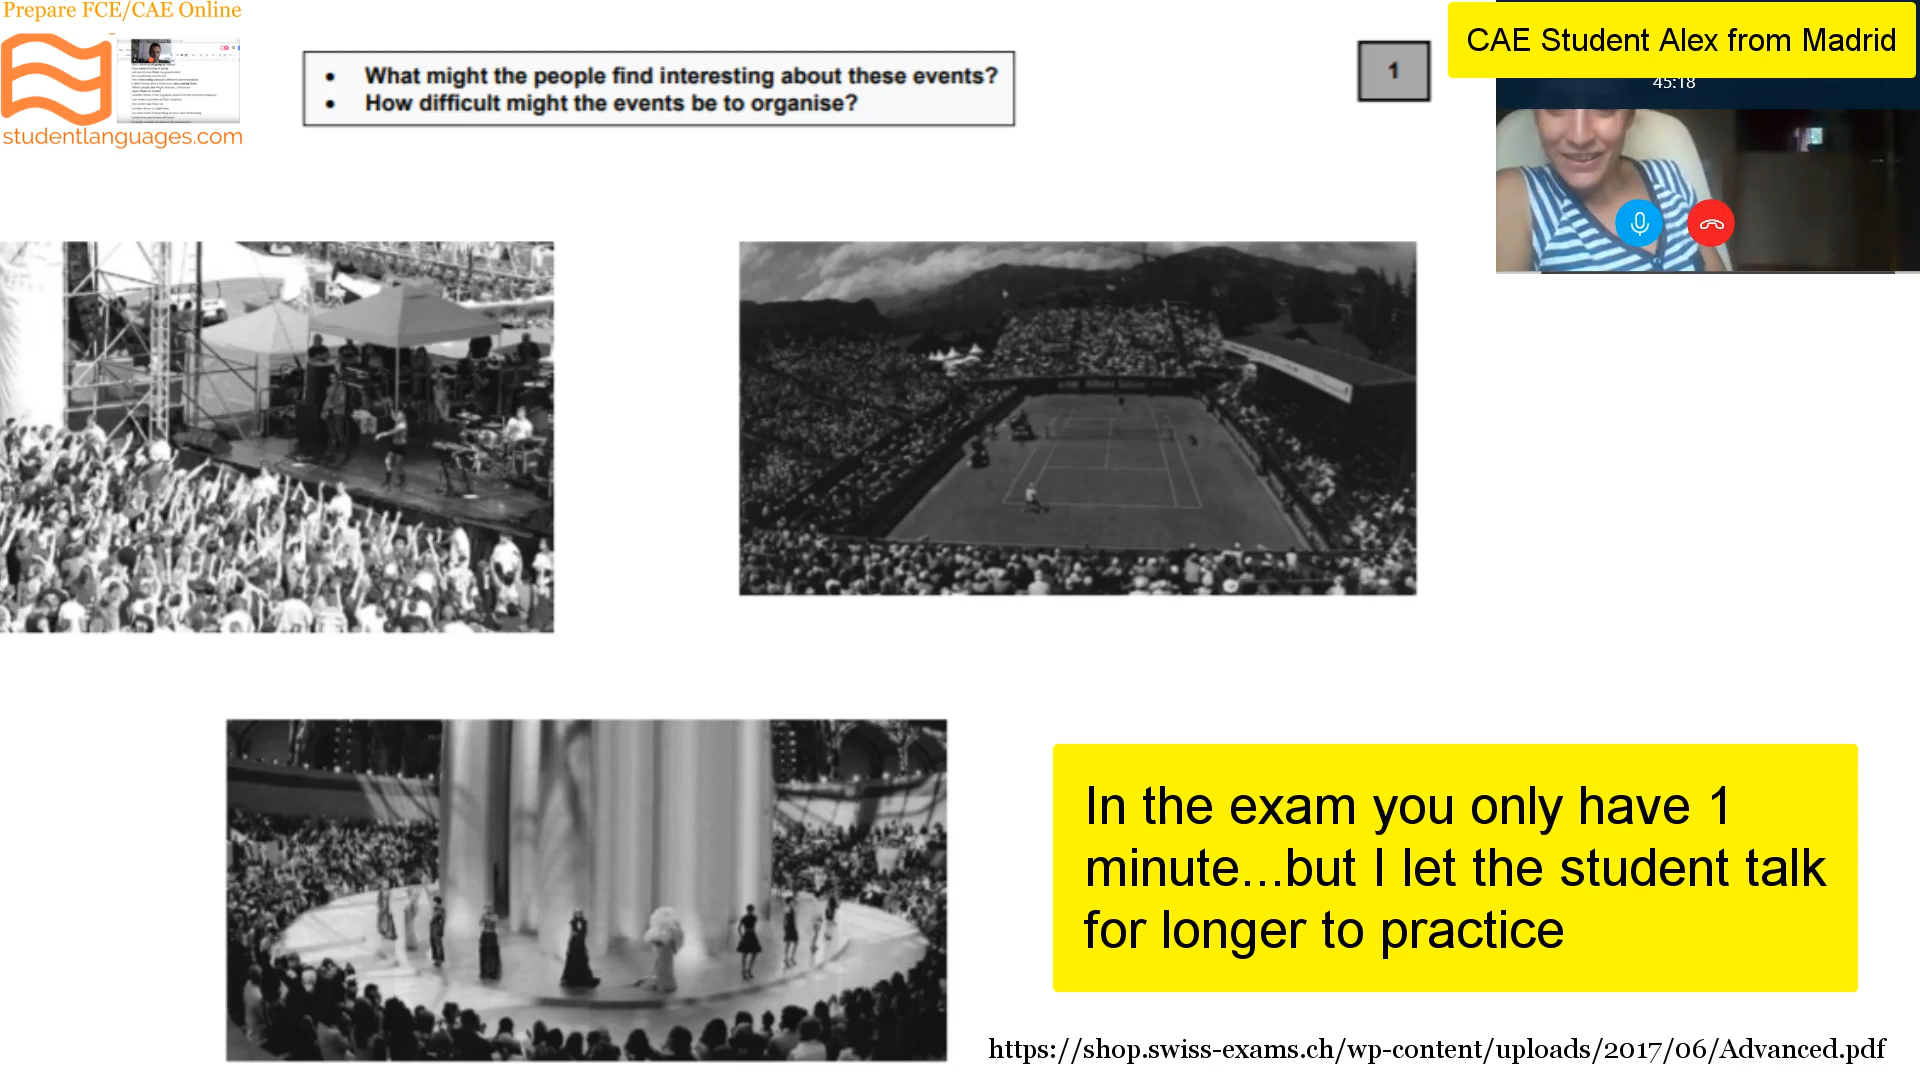 Prepare FCE/CAE Online
studentlanguages.com
• What might the people find interesting about these events?
• How difficult might the events be to organise?
1
CAE Student Alex from Madrid
45:18
In the exam you only have 1
minute...but I let the student talk
for longer to practice
https://shop.swiss-exams.ch/wp-content/uploads/2017/06/Advanced.pdf